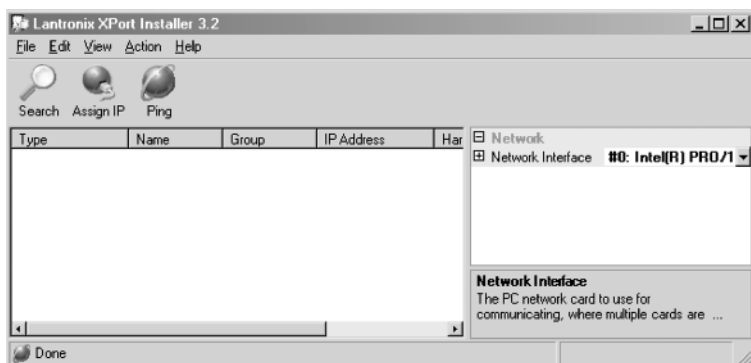 Lantronix XPort Installer 3.2
File Edit View Action Help
Search Assign IP Ping
Type Name Group IP Address Har
Network
Network Interface #0: Intel(R) PRO/1
Network Interface
The PC network card to use for
communicating, where multiple cards are ...
Done